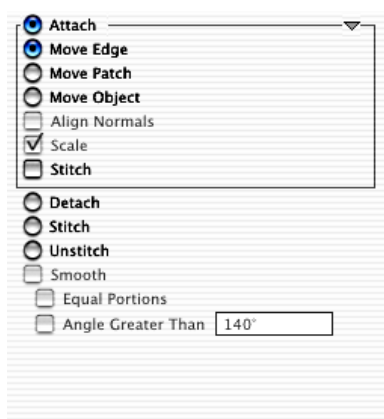 Attach
Move Edge
Move Patch
Move Object
Align Normals
Scale
Stitch
Detach
Stitch
Unstitch
Smooth
Equal Portions
Angle Greater Than 140°